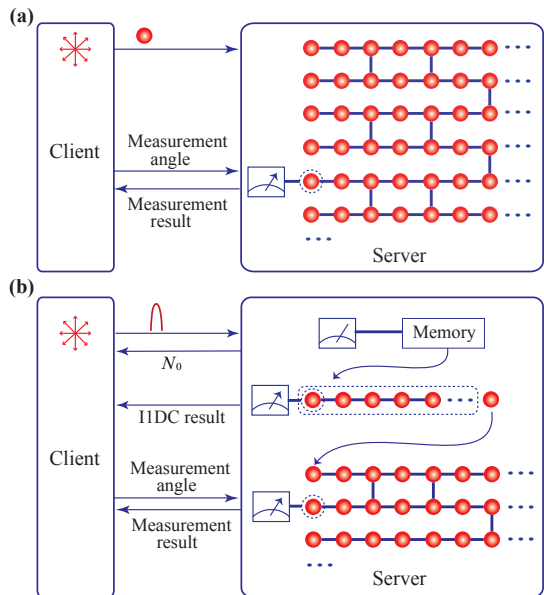 (a)
Client
Measurement
angle
Measurement
result
Server
(b)
N₀
Memory
I1DC result
Client
Measurement
angle
Measurement
result
Server